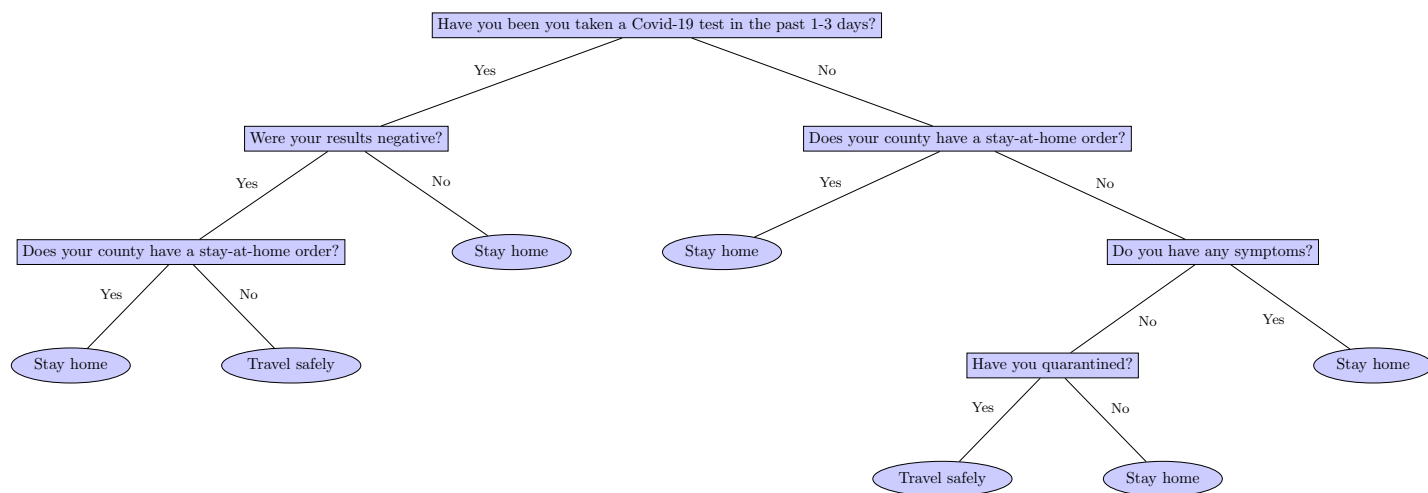 Have you been you taken a Covid-19 test in the past 1-3 days?
Yes
No
Were your results negative?
Does your county have a stay-at-home order?
Yes
No
Yes
No
Does your county have a stay-at-home order?
Stay home
Stay home
Do you have any symptoms?
Yes
No
No
Yes
Stay home
Travel safely
Have you quarantined?
Stay home
Yes
No
Travel safely
Stay home